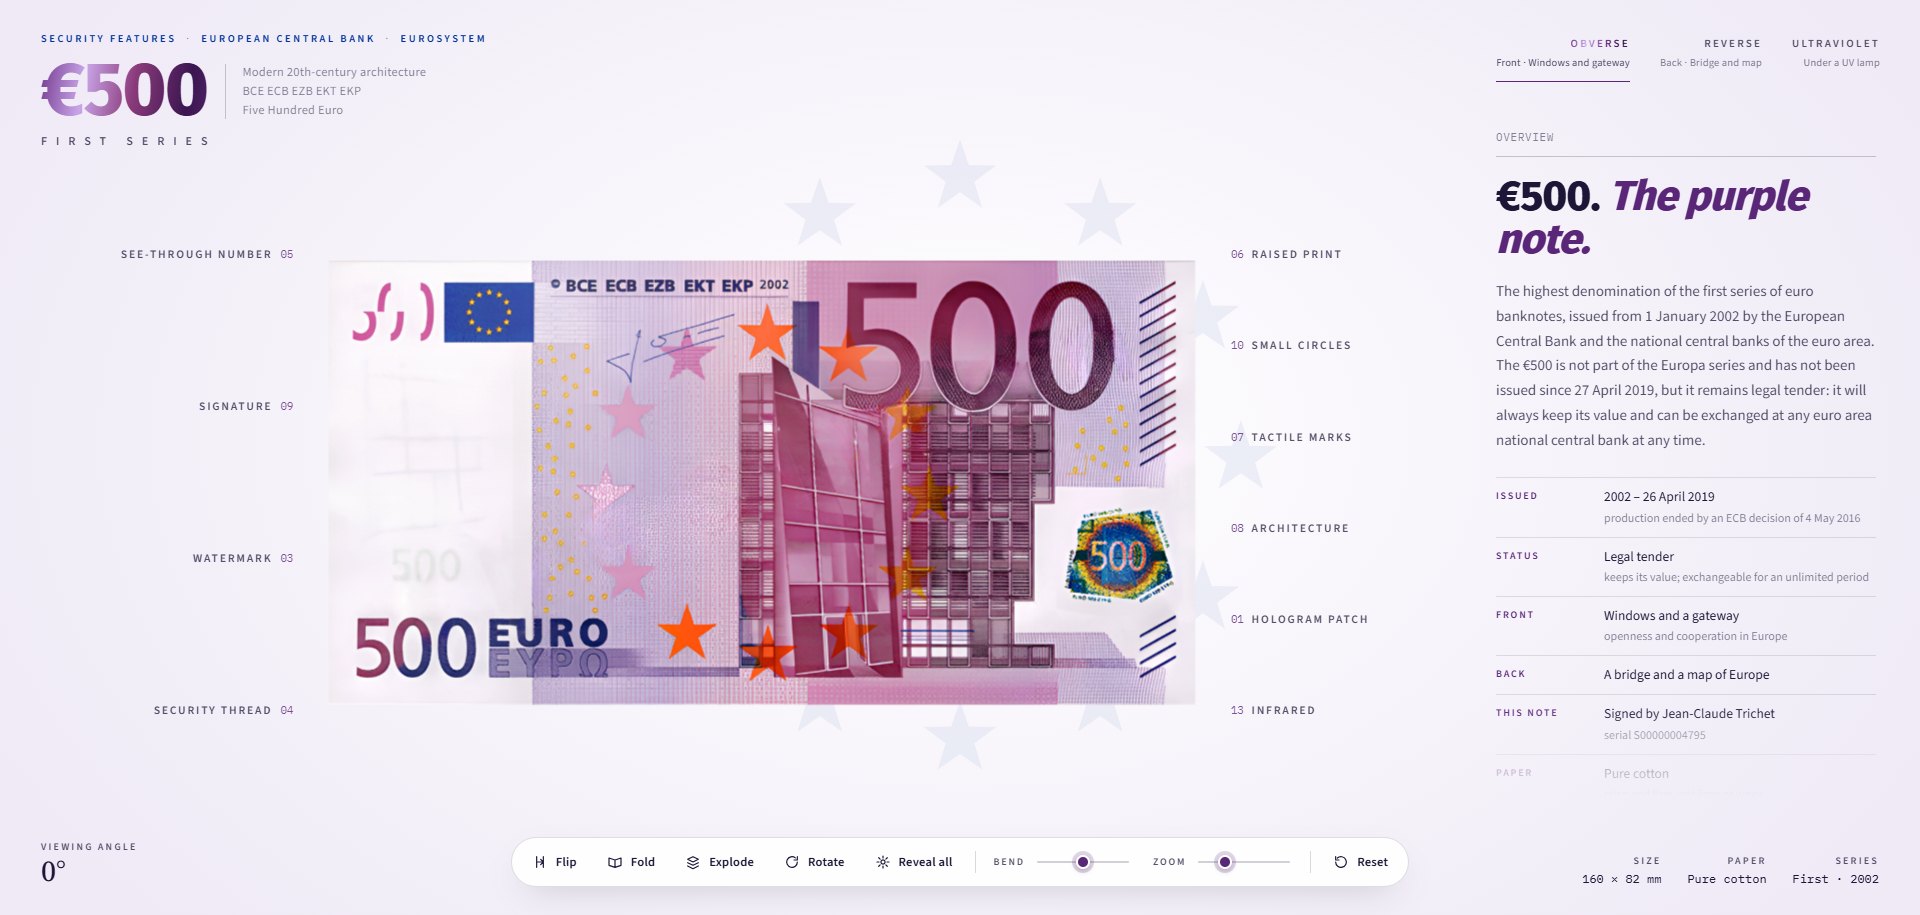 SECURITY FEATURES · EUROPEAN CENTRAL BANK · EUROSYSTEM
€500
Modern 20th-century architecture
BCE ECB EZB EKT EKP
Five Hundred Euro
FIRST SERIES
OBVERSE
Front · Windows and gateway
REVERSE
Back · Bridge and map
ULTRAVIOLET
Under a UV lamp
SEE-THROUGH NUMBER 05
SIGNATURE 09
WATERMARK 03
SECURITY THREAD 04
© BCE ECB EZB EKT EKP 2002
500
500
500
500 EURO
ΕΥΡΩ
06 RAISED PRINT
10 SMALL CIRCLES
07 TACTILE MARKS
08 ARCHITECTURE
01 HOLOGRAM PATCH
13 INFRARED
OVERVIEW
€500. The purple
note.
The highest denomination of the first series of euro
banknotes, issued from 1 January 2002 by the European
Central Bank and the national central banks of the euro area.
The €500 is not part of the Europa series and has not been
issued since 27 April 2019, but it remains legal tender: it will
always keep its value and can be exchanged at any euro area
national central bank at any time.
ISSUED 2002 – 26 April 2019
production ended by an ECB decision of 4 May 2016
STATUS Legal tender
keeps its value; exchangeable for an unlimited period
FRONT Windows and a gateway
openness and cooperation in Europe
BACK A bridge and a map of Europe
THIS NOTE Signed by Jean-Claude Trichet
serial S00000004795
PAPER Pure cotton
VIEWING ANGLE
0°
Flip Fold Explode Rotate Reveal all BEND ZOOM Reset
SIZE PAPER SERIES
160 × 82 mm Pure cotton First · 2002